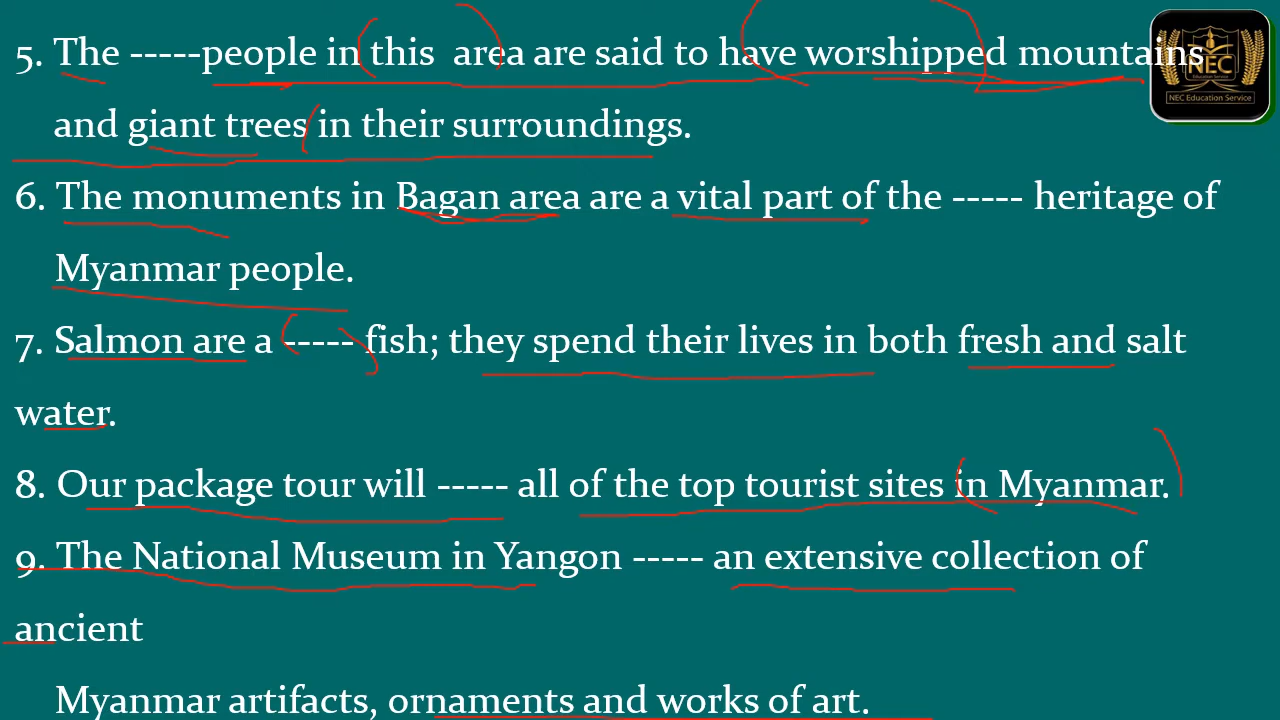 5. The -----people in this area are said to have worshipped mountains
and giant trees in their surroundings.
6. The monuments in Bagan area are a vital part of the ----- heritage of
Myanmar people.
7. Salmon are a ----- fish; they spend their lives in both fresh and salt
water.
8. Our package tour will ----- all of the top tourist sites in Myanmar.
9. The National Museum in Yangon ----- an extensive collection of
ancient
Myanmar artifacts, ornaments and works of art.
NEC
Education Service
NEC Education Service